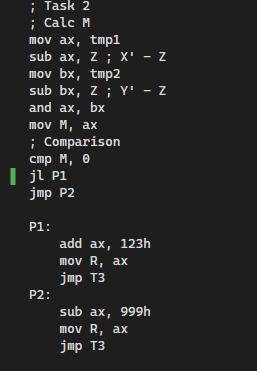 ; Task 2
; Calc M
mov ax, tmp1
sub ax, Z ; X' - Z
mov bx, tmp2
sub bx, Z ; Y' - Z
and ax, bx
mov M, ax
; Comparison
cmp M, 0
jl P1
jmp P2

P1:
    add ax, 123h
    mov R, ax
    jmp T3
P2:
    sub ax, 999h
    mov R, ax
    jmp T3